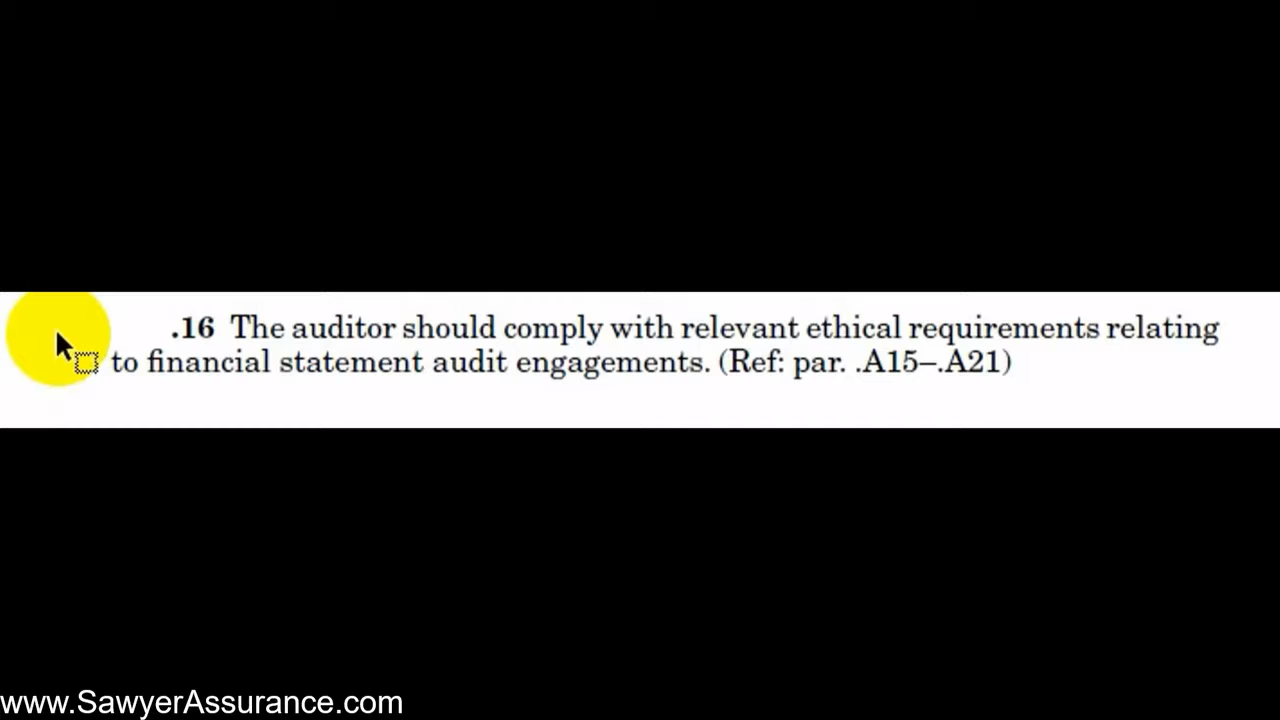 .16 The auditor should comply with relevant ethical requirements relating
to financial statement audit engagements. (Ref: par. .A15–.A21)
www.SawyerAssurance.com